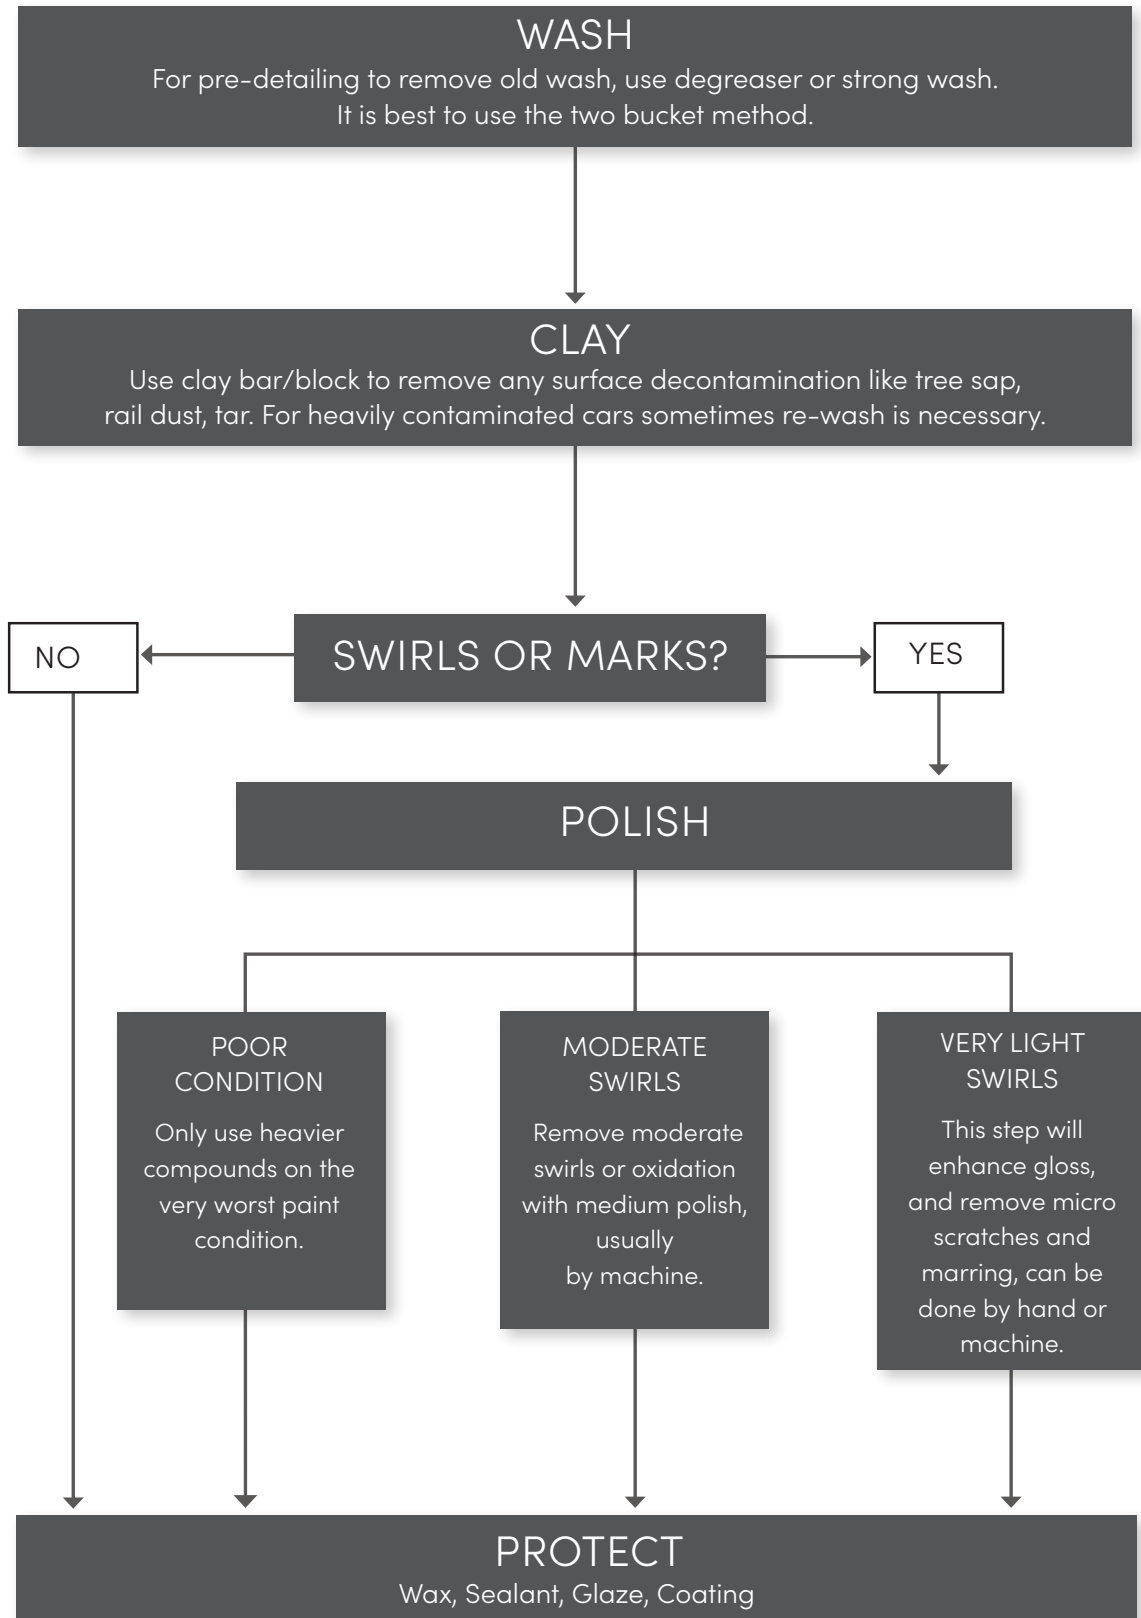 WASH
For pre-detailing to remove old wash, use degreaser or strong wash.
It is best to use the two bucket method.
CLAY
Use clay bar/block to remove any surface decontamination like tree sap,
rail dust, tar. For heavily contaminated cars sometimes re-wash is necessary.
NO
SWIRLS OR MARKS?
YES
POLISH
POOR
CONDITION
Only use heavier
compounds on the
very worst paint
condition.
MODERATE
SWIRLS
Remove moderate
swirls or oxidation
with medium polish,
usually
by machine.
VERY LIGHT
SWIRLS
This step will
enhance gloss,
and remove micro
scratches and
marring, can be
done by hand or
machine.
PROTECT
Wax, Sealant, Glaze, Coating